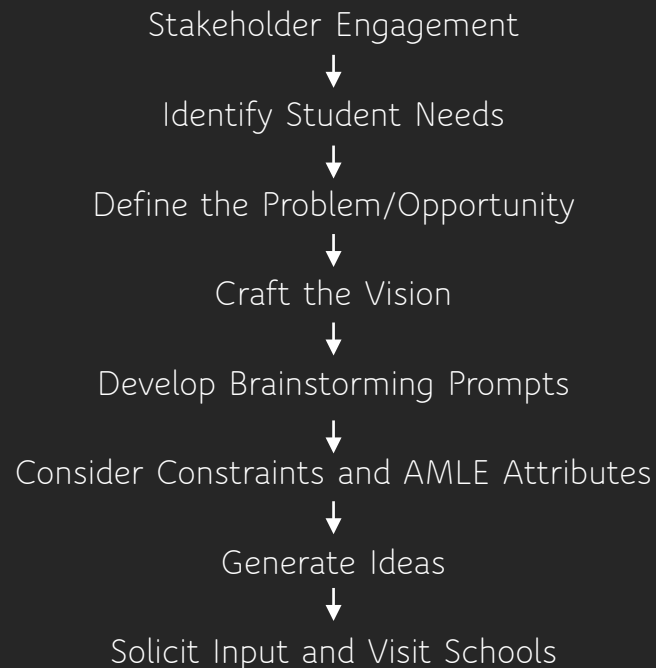 Stakeholder Engagement
Identify Student Needs
Define the Problem/Opportunity
Craft the Vision
Develop Brainstorming Prompts
Consider Constraints and AMLE Attributes
Generate Ideas
Solicit Input and Visit Schools